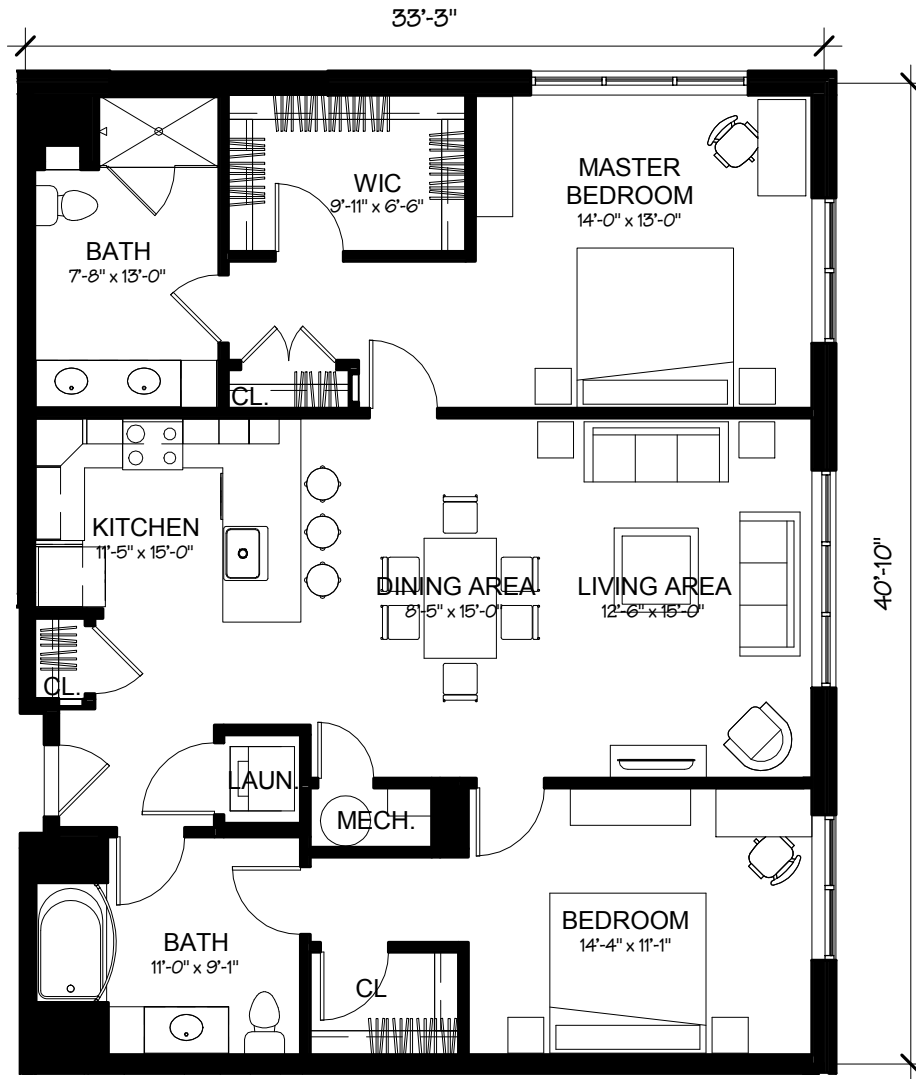 33'-3"
WIC
9'-11" x 6'-6"
MASTER
BEDROOM
14'-0" x 13'-0"
BATH
7'-8" x 13'-0"
CL.
KITCHEN
11'-5" x 15'-0"
DINING AREA
8'-5" x 15'-0"
LIVING AREA
12'-6" x 15'-0"
40'-10"
CL.
LAUN.
MECH.
BEDROOM
14'-4" x 11'-1"
BATH
11'-0" x 9'-1"
CL